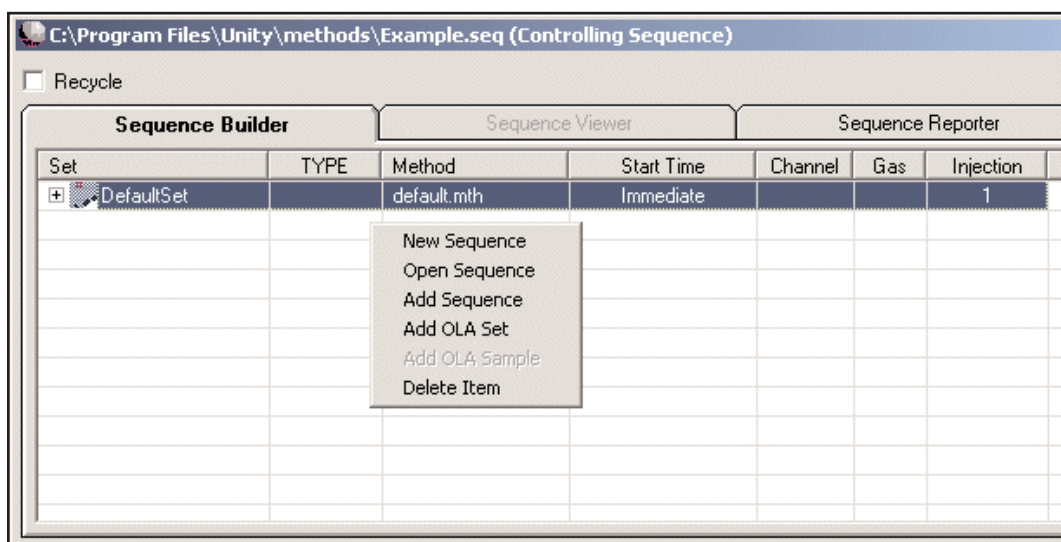 C:\Program Files\Unity\methods\Example.seq (Controlling Sequence)
Recycle
Sequence Builder Sequence Viewer Sequence Reporter
Set TYPE Method Start Time Channel Gas Injection
DefaultSet default.mth Immediate 1
New Sequence
Open Sequence
Add Sequence
Add OLA Set
Add OLA Sample
Delete Item